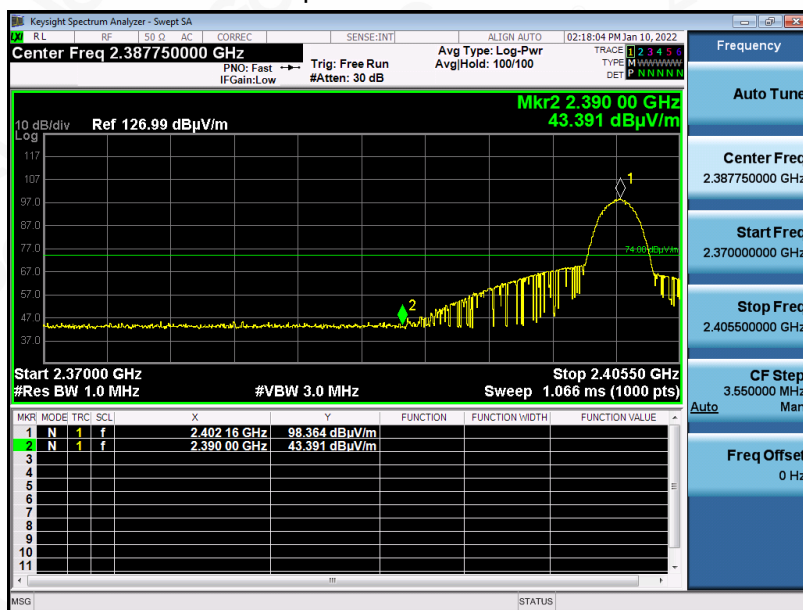 Keysight Spectrum Analyzer - Swept SA
LXI RL RF 50 Ω AC CORREC SENSE:INT ALIGN AUTO 02:18:04 PM Jan 10, 2022
Center Freq 2.387750000 GHz
PNO: Fast
IFGain:Low
Trig: Free Run
#Atten: 30 dB
Avg Type: Log-Pwr
Avg|Hold: 100/100
TRACE 1 2 3 4 5 6
TYPE M WWWWW
DET P N N N N N
Mkr2 2.390 00 GHz
43.391 dBµV/m
10 dB/div Ref 126.99 dBµV/m
Log
117
107
97.0
87.0
77.0
67.0
57.0
47.0
37.0
1
74.00 dBµV/m
2
Start 2.37000 GHz Stop 2.40550 GHz
#Res BW 1.0 MHz #VBW 3.0 MHz Sweep 1.066 ms (1000 pts)
MKR MODE TRC SCL X Y FUNCTION FUNCTION WIDTH FUNCTION VALUE
1 N 1 f 2.402 16 GHz 98.364 dBµV/m
2 N 1 f 2.390 00 GHz 43.391 dBµV/m
3
4
5
6
7
8
9
10
11
MSG STATUS
Frequency
Auto Tune
Center Freq
2.387750000 GHz
Start Freq
2.370000000 GHz
Stop Freq
2.405500000 GHz
CF Step
3.550000 MHz
Auto Man
Freq Offset
0 Hz